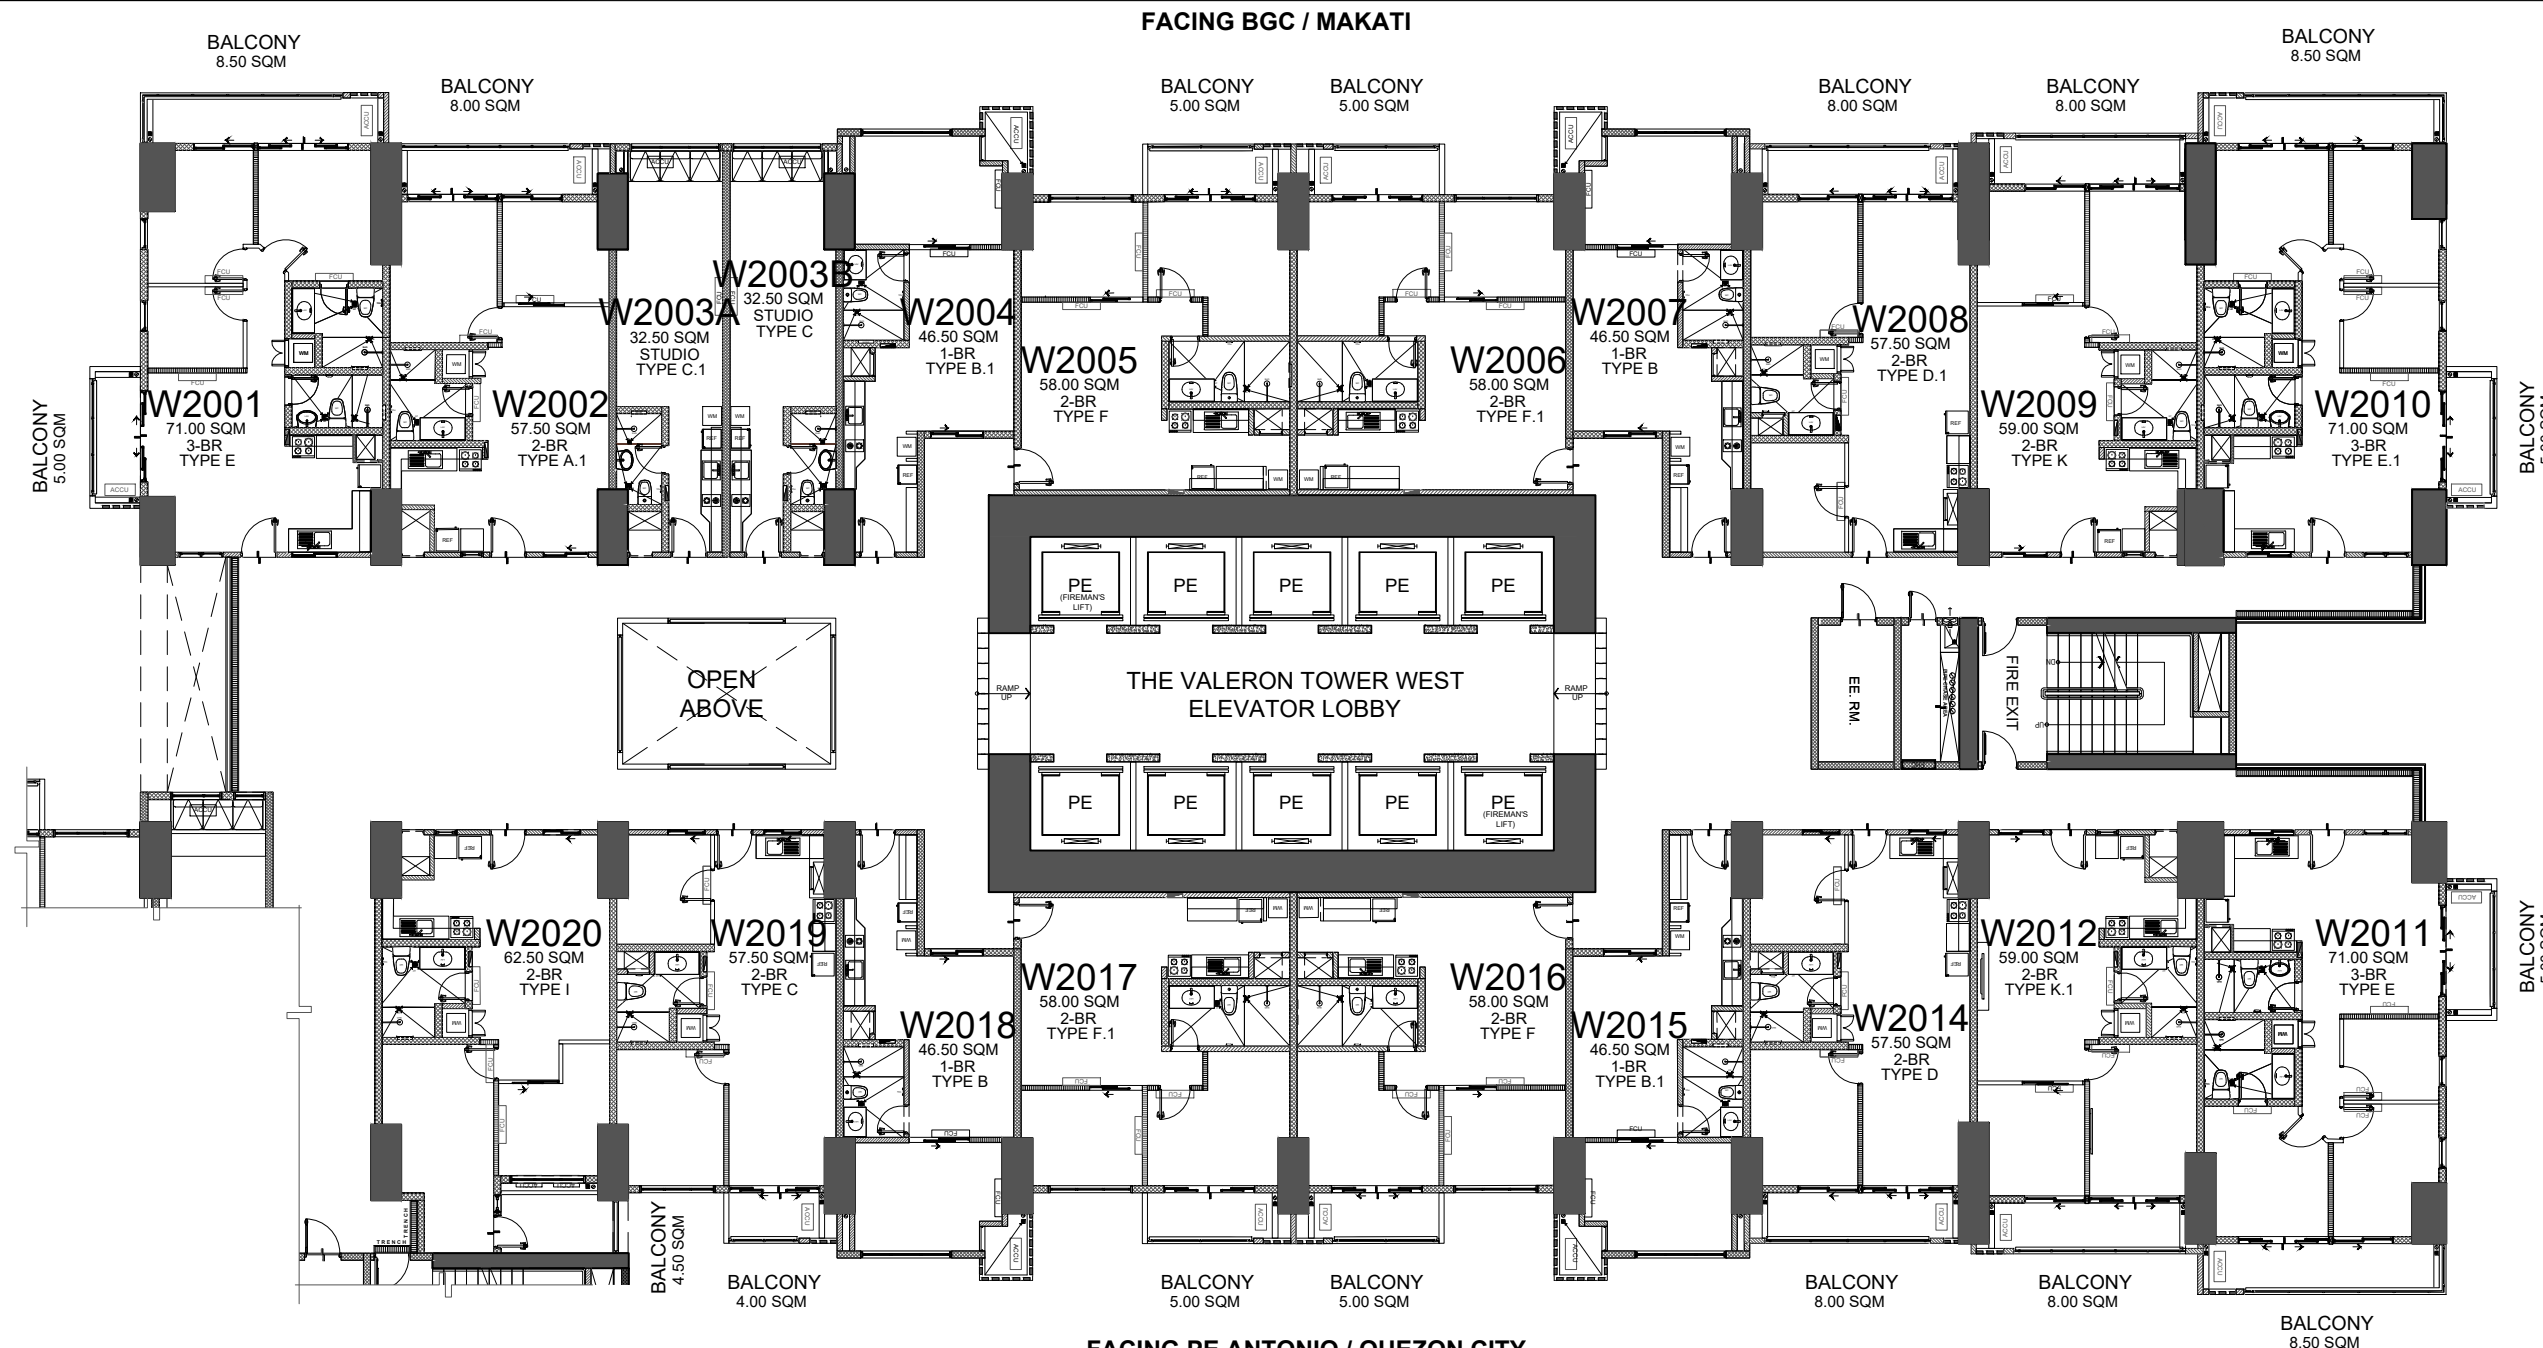 FACING BGC / MAKATI
BALCONY
8.50 SQM
BALCONY
8.00 SQM
BALCONY
5.00 SQM
BALCONY
5.00 SQM
BALCONY
8.00 SQM
BALCONY
8.00 SQM
BALCONY
8.50 SQM
BALCONY
5.00 SQM
W2001
71.00 SQM
3-BR
TYPE E
W2002
57.50 SQM
2-BR
TYPE A.1
W2003A
32.50 SQM
STUDIO
TYPE C.1
W2003B
32.50 SQM
STUDIO
TYPE C
W2004
46.50 SQM
1-BR
TYPE B.1
W2005
58.00 SQM
2-BR
TYPE F
W2006
58.00 SQM
2-BR
TYPE F.1
W2007
46.50 SQM
1-BR
TYPE B
W2008
57.50 SQM
2-BR
TYPE D.1
W2009
59.00 SQM
2-BR
TYPE K
W2010
71.00 SQM
3-BR
TYPE E.1
BALCONY
PE
(FIREMAN'S
LIFT)
PE
PE
PE
PE
OPEN
ABOVE
RAMP
UP
THE VALERON TOWER WEST
ELEVATOR LOBBY
RAMP
UP
EE. RM.
FIRE EXIT
DN
UP
PE
PE
PE
PE
PE
(FIREMAN'S
LIFT)
W2020
62.50 SQM
2-BR
TYPE I
W2019
57.50 SQM
2-BR
TYPE C
W2018
46.50 SQM
1-BR
TYPE B
W2017
58.00 SQM
2-BR
TYPE F.1
W2016
58.00 SQM
2-BR
TYPE F
W2015
46.50 SQM
1-BR
TYPE B.1
W2014
57.50 SQM
2-BR
TYPE D
W2012
59.00 SQM
2-BR
TYPE K.1
W2011
71.00 SQM
3-BR
TYPE E
BALCONY
TRENCH
TRENCH
BALCONY
4.50 SQM
BALCONY
4.00 SQM
BALCONY
5.00 SQM
BALCONY
5.00 SQM
BALCONY
8.00 SQM
BALCONY
8.00 SQM
BALCONY
8.50 SQM
FACING PE ANTONIO / QUEZON CITY